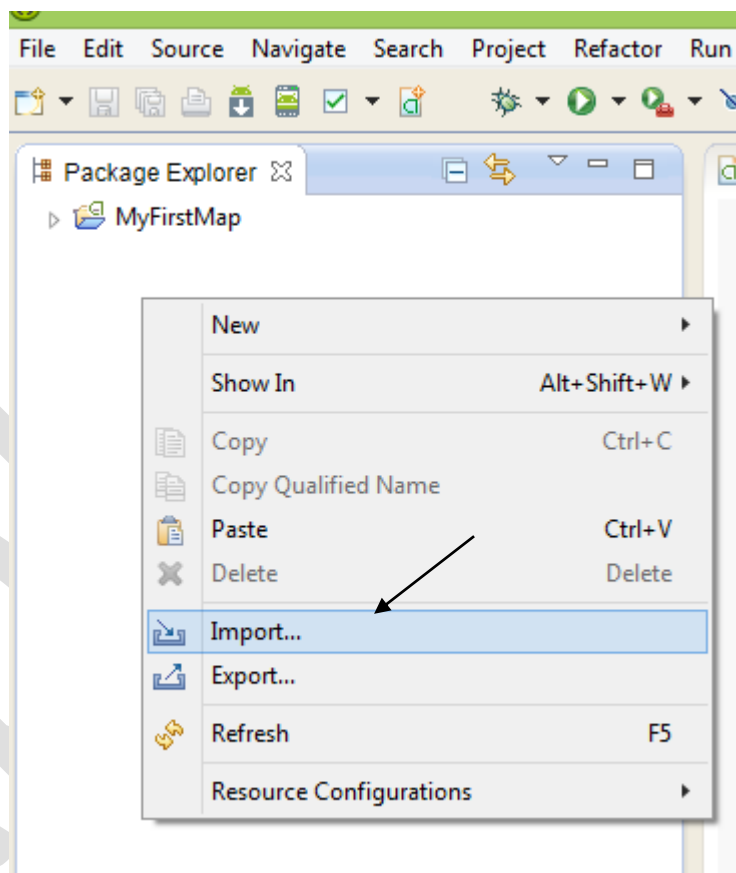 File Edit Source Navigate Search Project Refactor Run
Package Explorer
MyFirstMap
New
Show In Alt+Shift+W
Copy Ctrl+C
Copy Qualified Name
Paste Ctrl+V
Delete Delete
Import...
Export...
Refresh F5
Resource Configurations